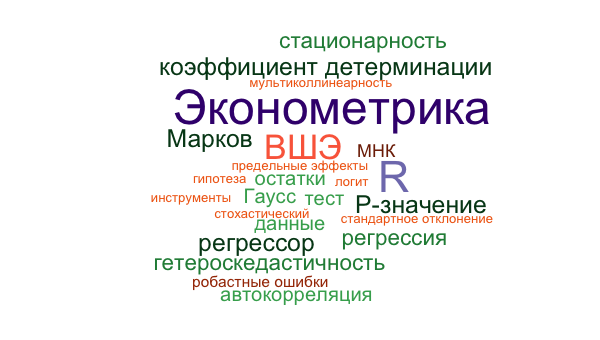 стационарность
коэффициент детерминации
мультиколлинеарность
Эконометрика
Марков
ВШЭ
МНК
предельные эффекты
R
гипотеза
остатки
логит
инструменты
Гаусс
тест
Р-значение
стохастический
стандартное отклонение
данные
регрессор
регрессия
гетероскедастичность
робастные ошибки
автокорреляция